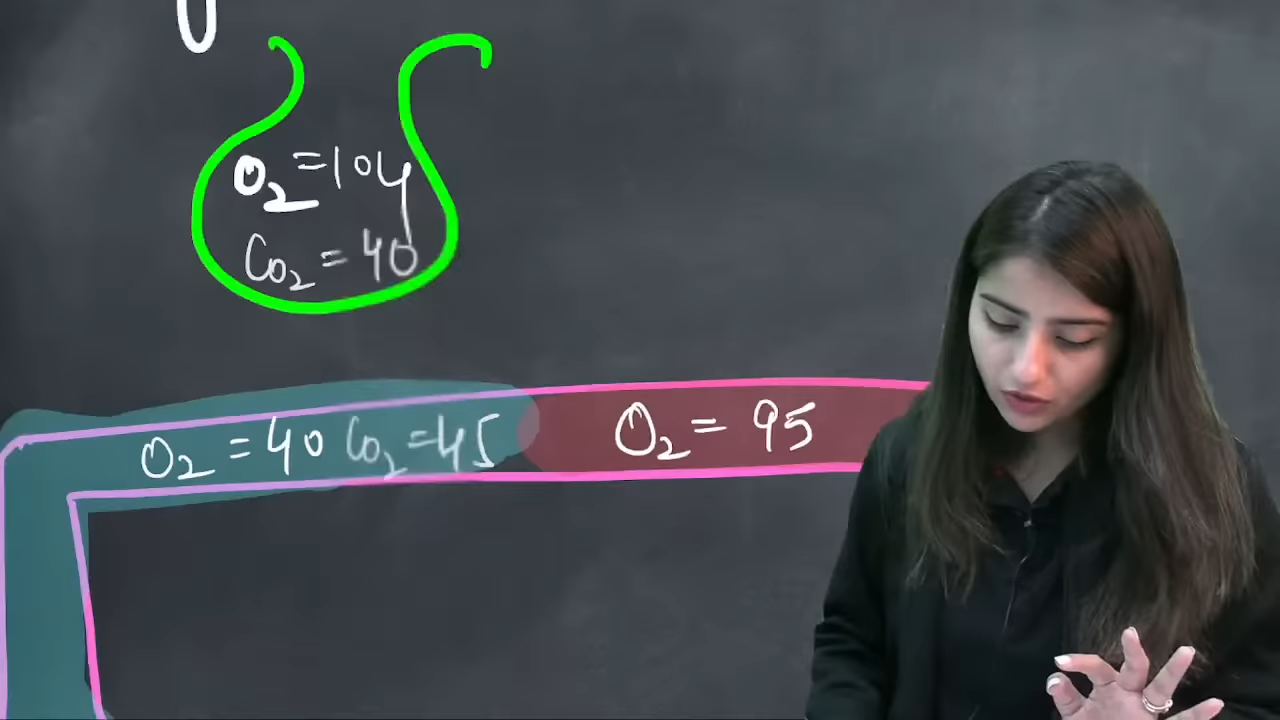 O₂ = 104
CO₂ = 40
O₂ = 40 CO₂ = 45 O₂ = 95